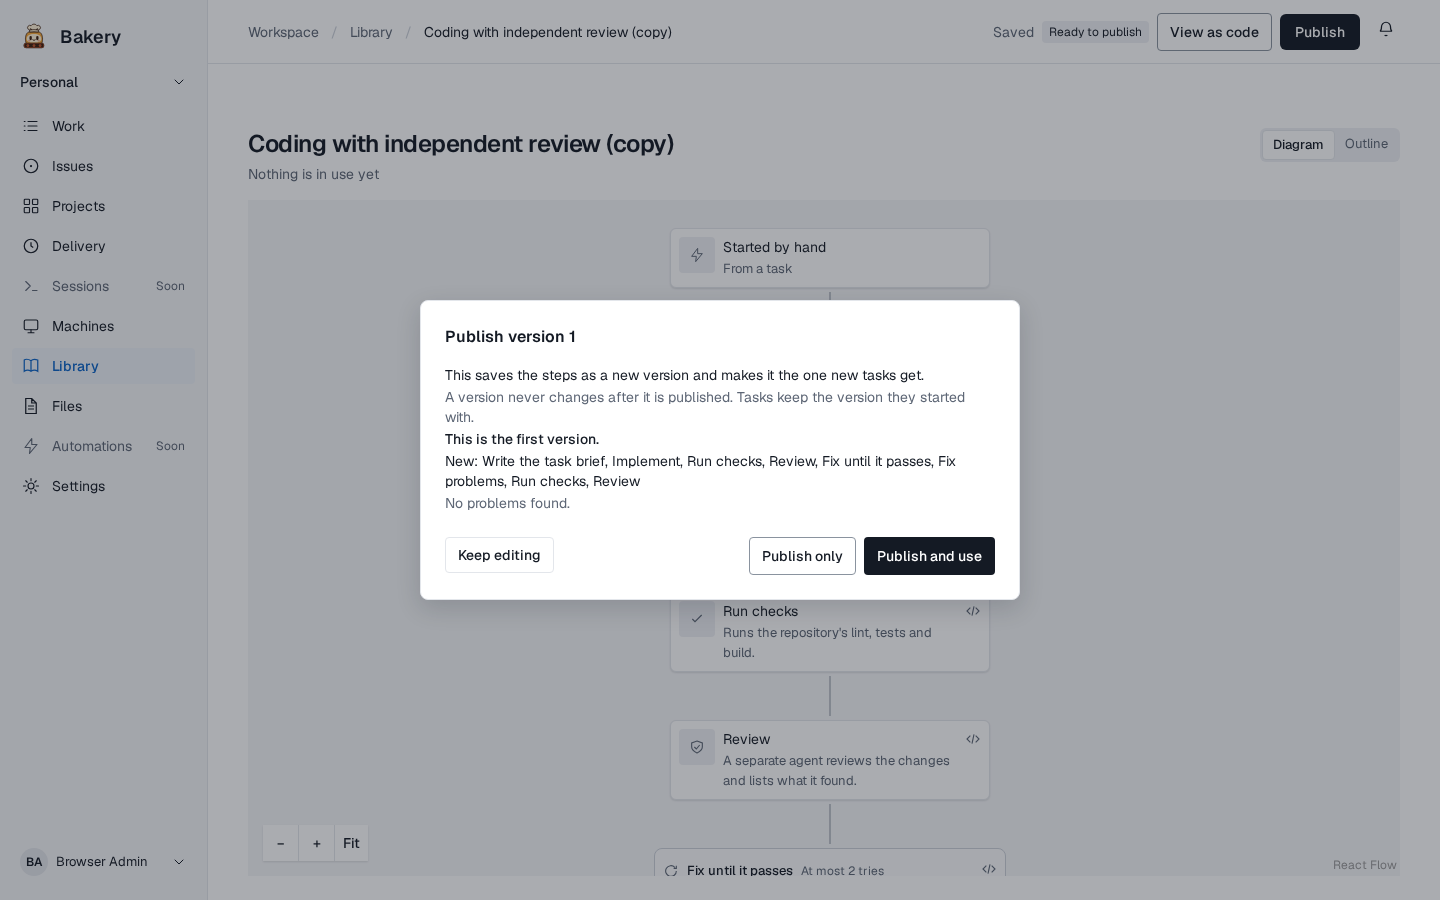 Bakery
Workspace / Library / Coding with independent review (copy)
Saved
Ready to publish
View as code
Publish
Personal
Work
Issues
Projects
Delivery
Sessions Soon
Machines
Library
Files
Automations Soon
Settings
BA Browser Admin
Coding with independent review (copy)
Nothing is in use yet
Diagram
Outline
Started by hand
From a task
Publish version 1
This saves the steps as a new version and makes it the one new tasks get.
A version never changes after it is published. Tasks keep the version they started
with.
This is the first version.
New: Write the task brief, Implement, Run checks, Review, Fix until it passes, Fix
problems, Run checks, Review
No problems found.
Keep editing
Publish only
Publish and use
Run checks
Runs the repository's lint, tests and
build.
Review
A separate agent reviews the changes
and lists what it found.
Fix until it passes At most 2 tries
− + Fit
React Flow